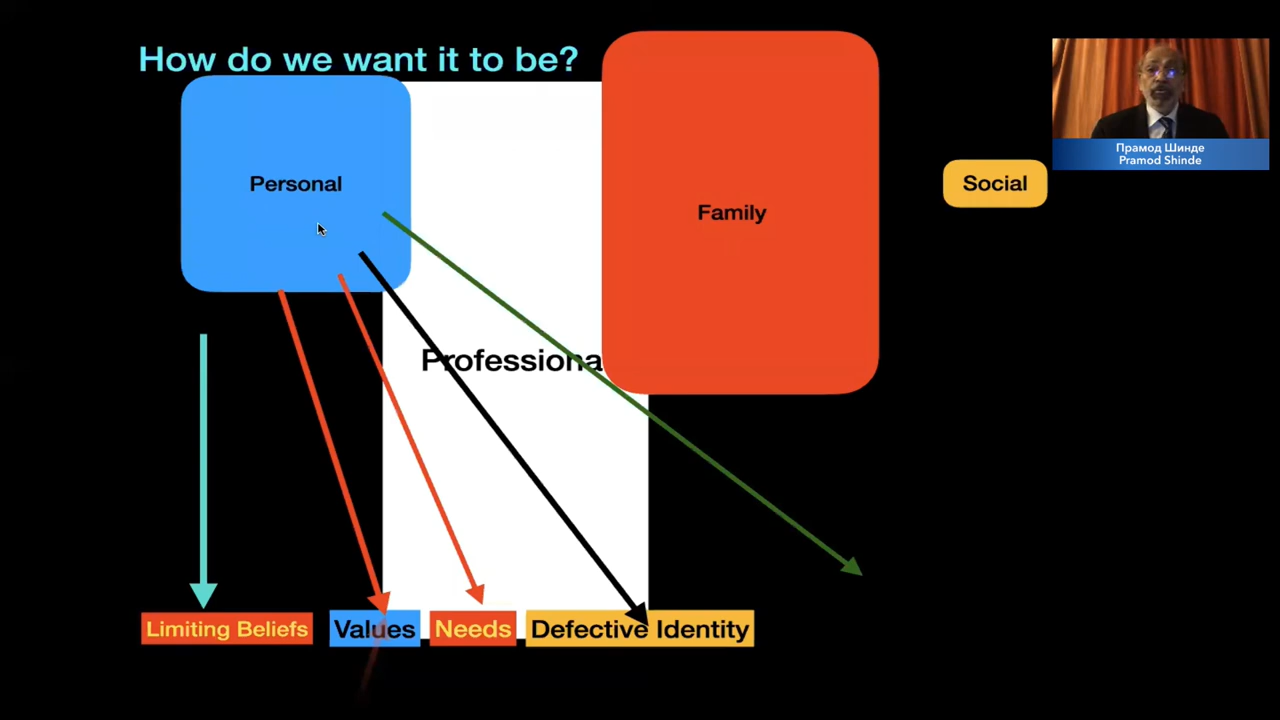 How do we want it to be?
Personal
Family
Social
Прамод Шинде
Pramod Shinde
Professiona
Limiting Beliefs
Values
Needs
Defective Identity